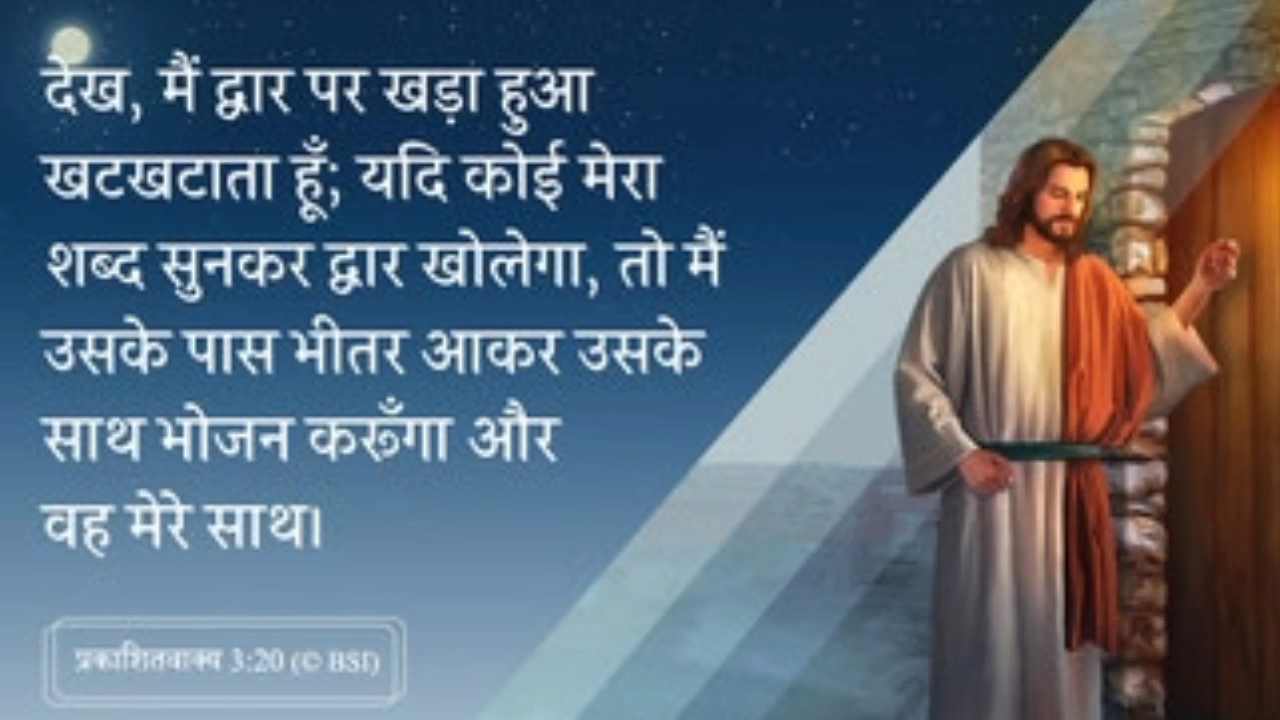 देख, मैं द्वार पर खड़ा हुआ
खटखटाता हूँ; यदि कोई मेरा
शब्द सुनकर द्वार खोलेगा, तो मैं
उसके पास भीतर आकर उसके
साथ भोजन करूँगा और
वह मेरे साथ।
प्रकाशितवाक्य 3:20 (© BSI)